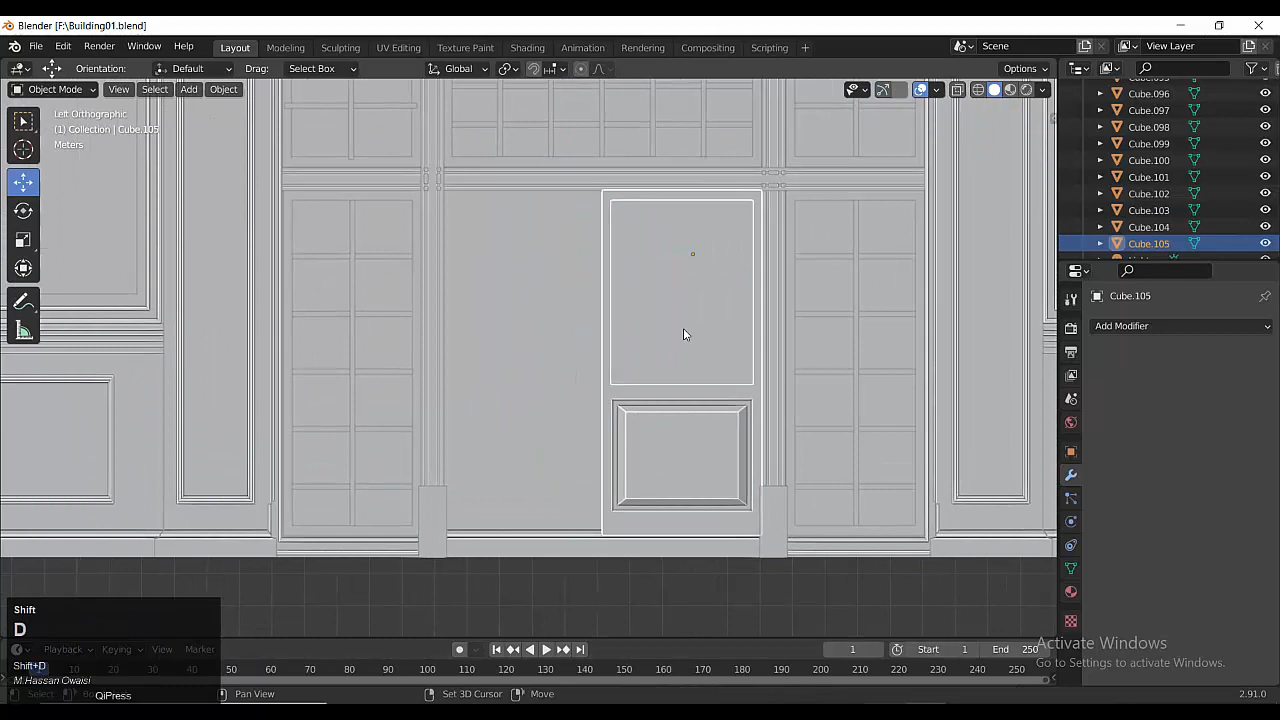 Blender [F:\Building01.blend]
File Edit Render Window Help Layout Modeling Sculpting UV Editing Texture Paint Shading Animation Rendering Compositing Scripting + Scene View Layer
Orientation: Default Drag: Select Box Global Options
Object Mode View Select Add Object
Left Orthographic
(1) Collection | Cube.105
Meters
Cube.096
Cube.097
Cube.098
Cube.099
Cube.100
Cube.101
Cube.102
Cube.103
Cube.104
Cube.105
Cube.105
Add Modifier
Shift
D
Shift+D
M.Hassan Owaisi
QiPress
Playback Keying View Marker 1 Start 1 End 250
50 60 70 80 90 100 110 120 130 140 150 160 170 180 190 200 210 220 230 240 250
Activate Windows
Go to Settings to activate Windows.
Select Pan View Set 3D Cursor Move 2.91.0